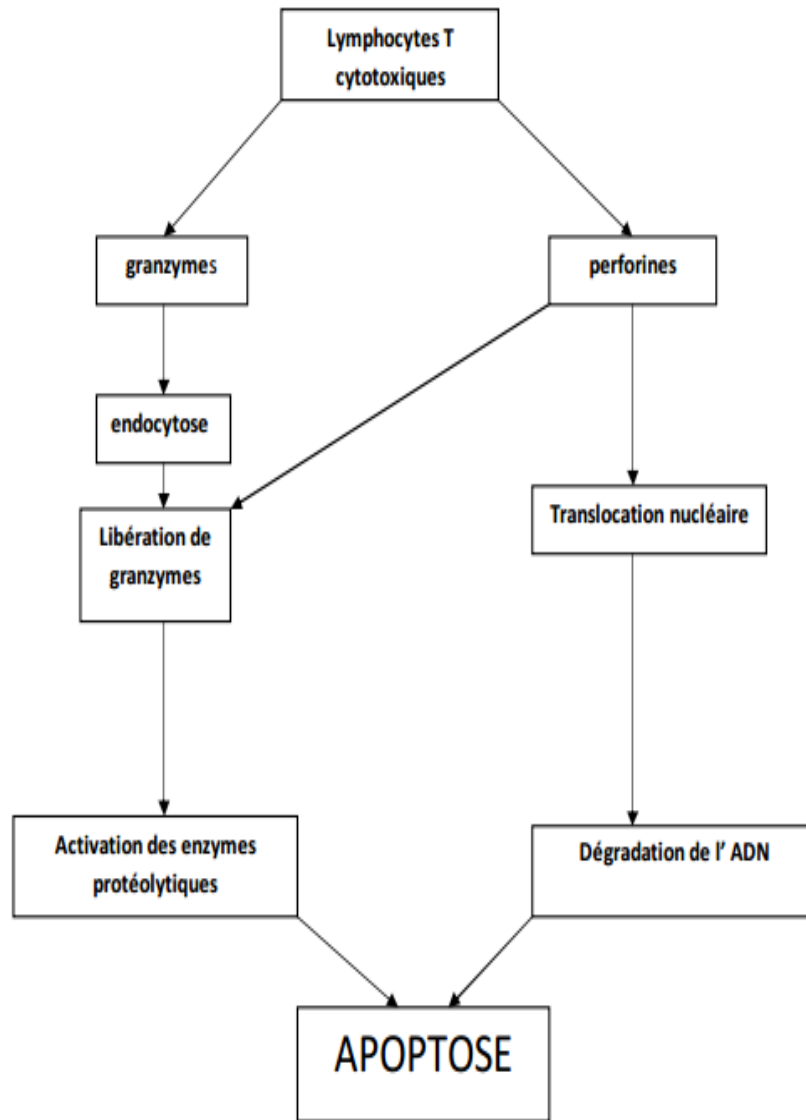 Lymphocytes T
cytotoxiques
granzymes
perforines
endocytose
Libération de
granzymes
Translocation nucléaire
Activation des enzymes
protéolytiques
Dégradation de l' ADN
APOPTOSE